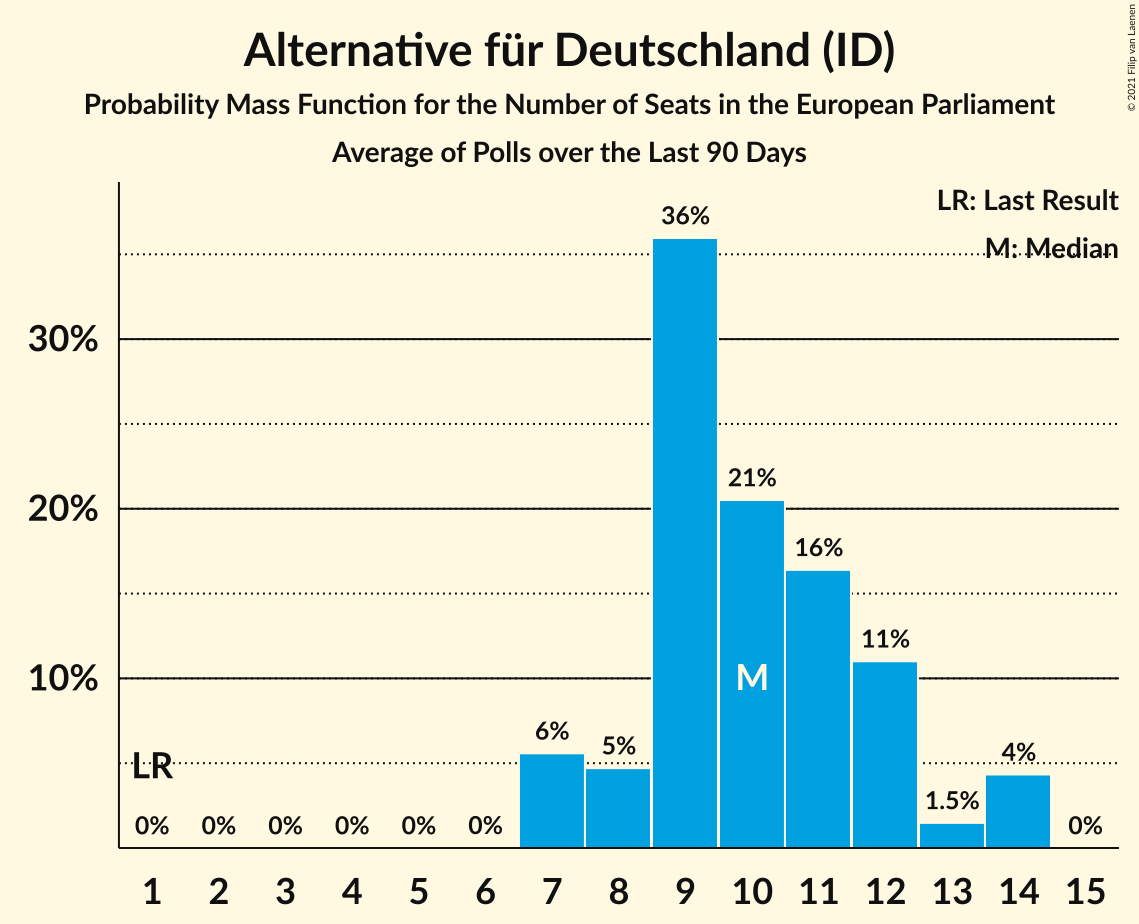 Alternative für Deutschland (ID)
Probability Mass Function for the Number of Seats in the European Parliament
Average of Polls over the Last 90 Days
© 2021 Filip van Laenen
LR: Last Result
M: Median
30%
20%
10%
36%
21%
16%
11%
M
6%
5%
4%
1.5%
LR
0% 0% 0% 0% 0% 0% 0%
1 2 3 4 5 6 7 8 9 10 11 12 13 14 15